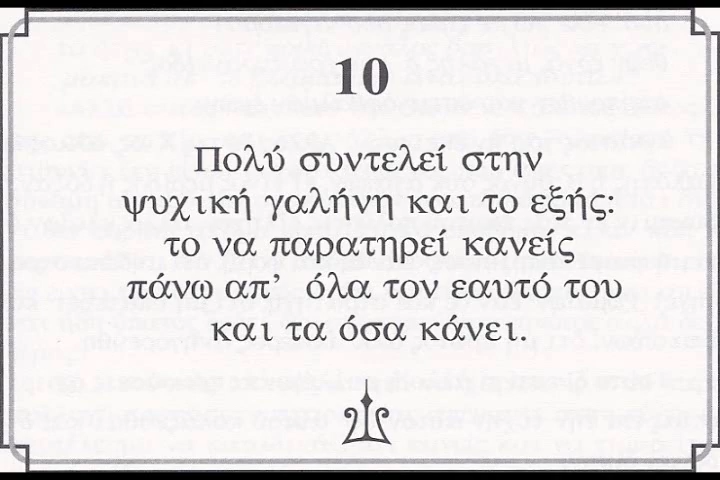 10
Πολύ συντελεί στην
ψυχική γαλήνη και το εξής:
το να παρατηρεί κανείς
πάνω απ' όλα τον εαυτό του
και τα όσα κάνει.